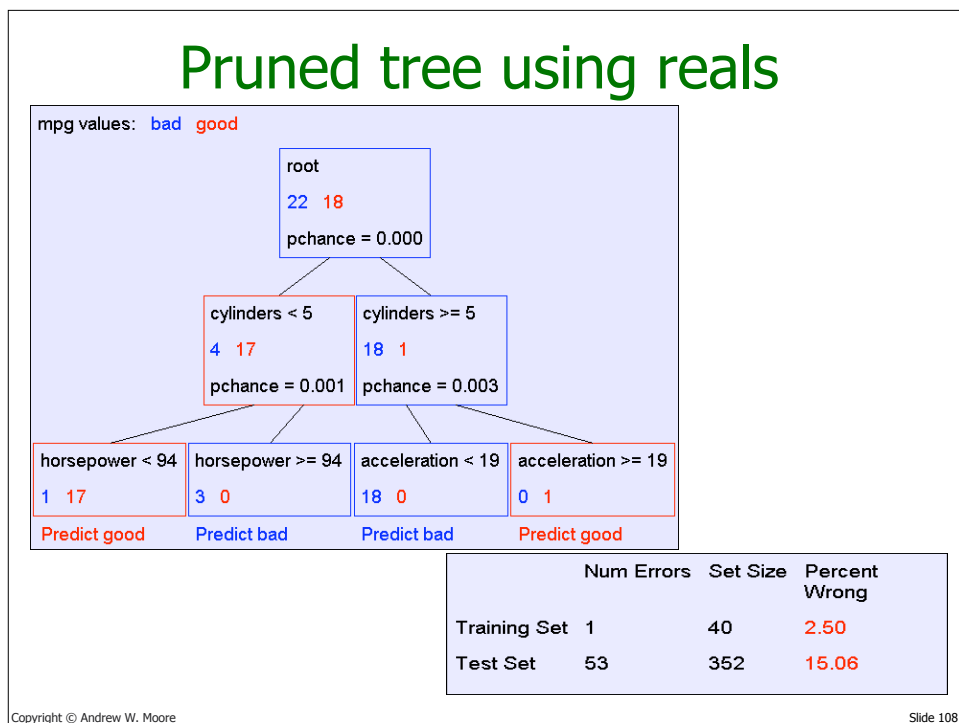 Pruned tree using reals
mpg values: bad good
root
22 18
pchance = 0.000
cylinders < 5
4 17
pchance = 0.001
cylinders >= 5
18 1
pchance = 0.003
horsepower < 94
1 17
Predict good
horsepower >= 94
3 0
Predict bad
acceleration < 19
18 0
Predict bad
acceleration >= 19
0 1
Predict good
Num Errors Set Size Percent
Wrong
Training Set 1 40 2.50
Test Set 53 352 15.06
Copyright © Andrew W. Moore
Slide 108